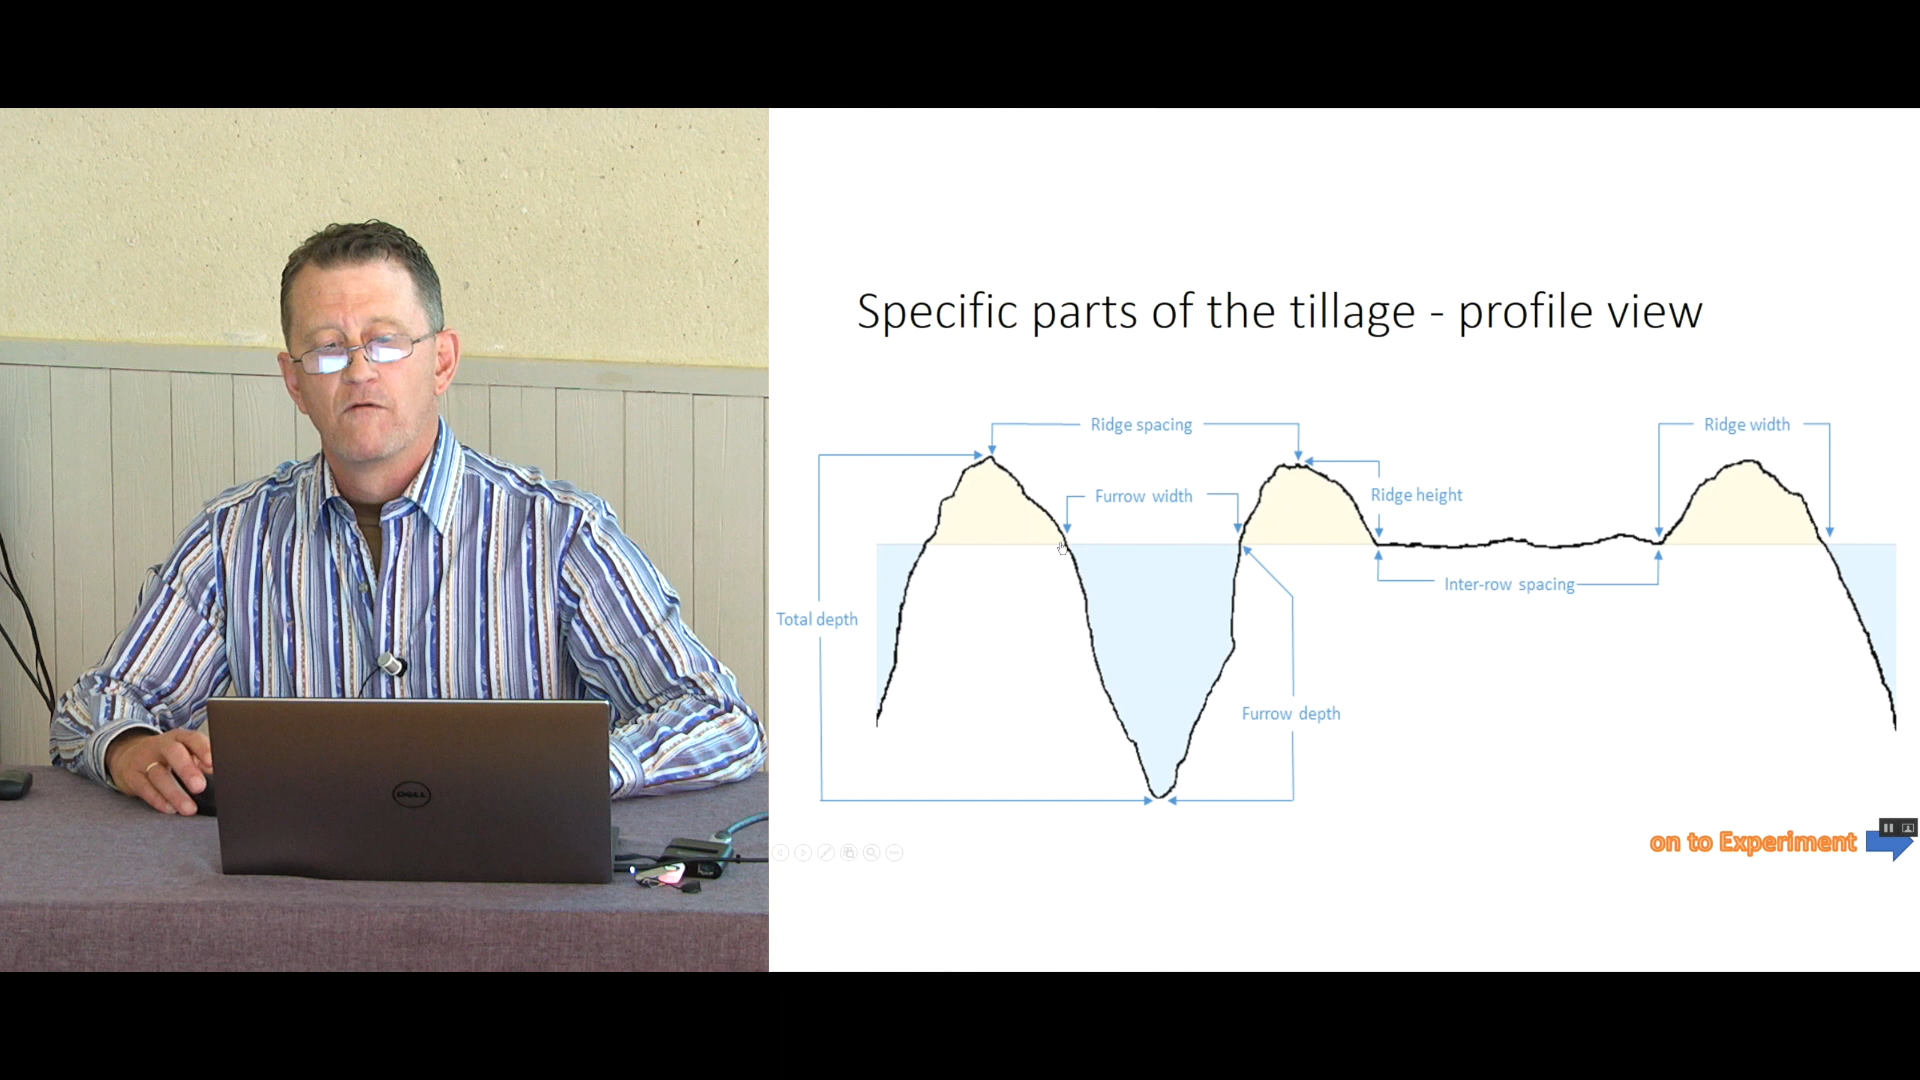 Specific parts of the tillage - profile view
Ridge spacing
Ridge width
Furrow width
Ridge height
Inter-row spacing
Total depth
Furrow depth
DELL
on to Experiment